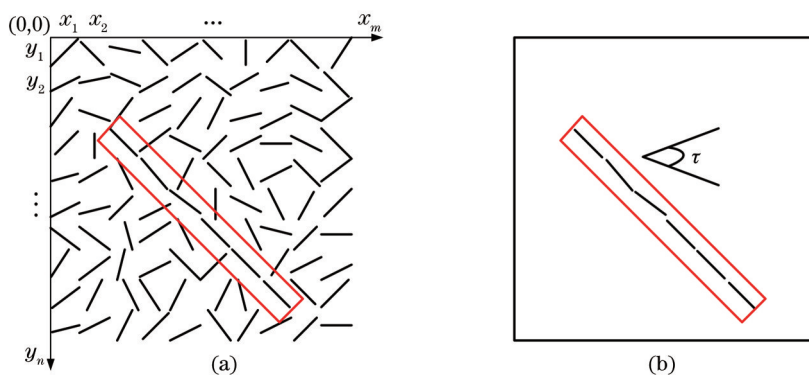 (0,0) x₁ x₂ ... xₘ
y₁
y₂
⋮
yₙ
τ
(a) (b)